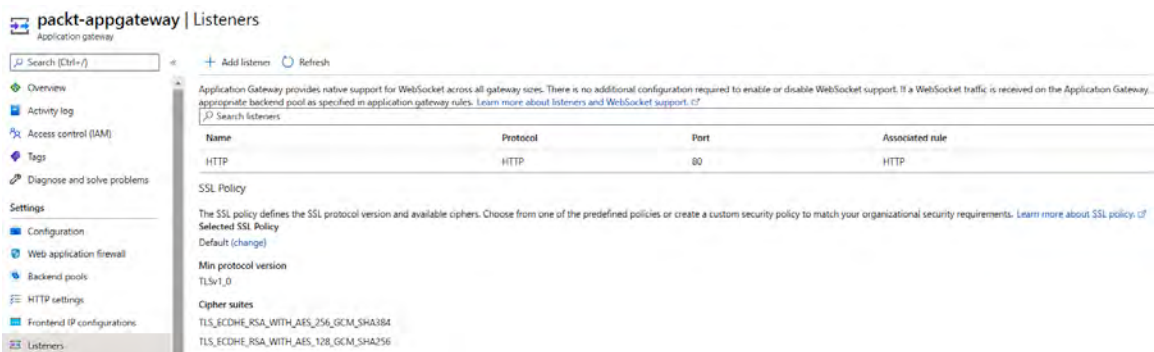 packt-appgateway | Listeners
Application gateway
Search (Ctrl+/)
«
+ Add listener
Refresh
Overview
Activity log
Access control (IAM)
Tags
Diagnose and solve problems
Settings
Configuration
Web application firewall
Backend pools
HTTP settings
Frontend IP configurations
Listeners
Application Gateway provides native support for WebSocket across all gateway sizes. There is no additional configuration required to enable or disable WebSocket support. If a WebSocket traffic is received on the Application Gateway,
appropriate backend pool as specified in application gateway rules. Learn more about listeners and WebSocket support.
Search listeners
Name Protocol Port Associated rule
HTTP HTTP 80 HTTP
SSL Policy
The SSL policy defines the SSL protocol version and available ciphers. Choose from one of the predefined policies or create a custom security policy to match your organizational security requirements. Learn more about SSL policy.
Selected SSL Policy
Default (change)
Min protocol version
TLSv1_0
Cipher suites
TLS_ECDHE_RSA_WITH_AES_256_GCM_SHA384
TLS_ECDHE_RSA_WITH_AES_128_GCM_SHA256